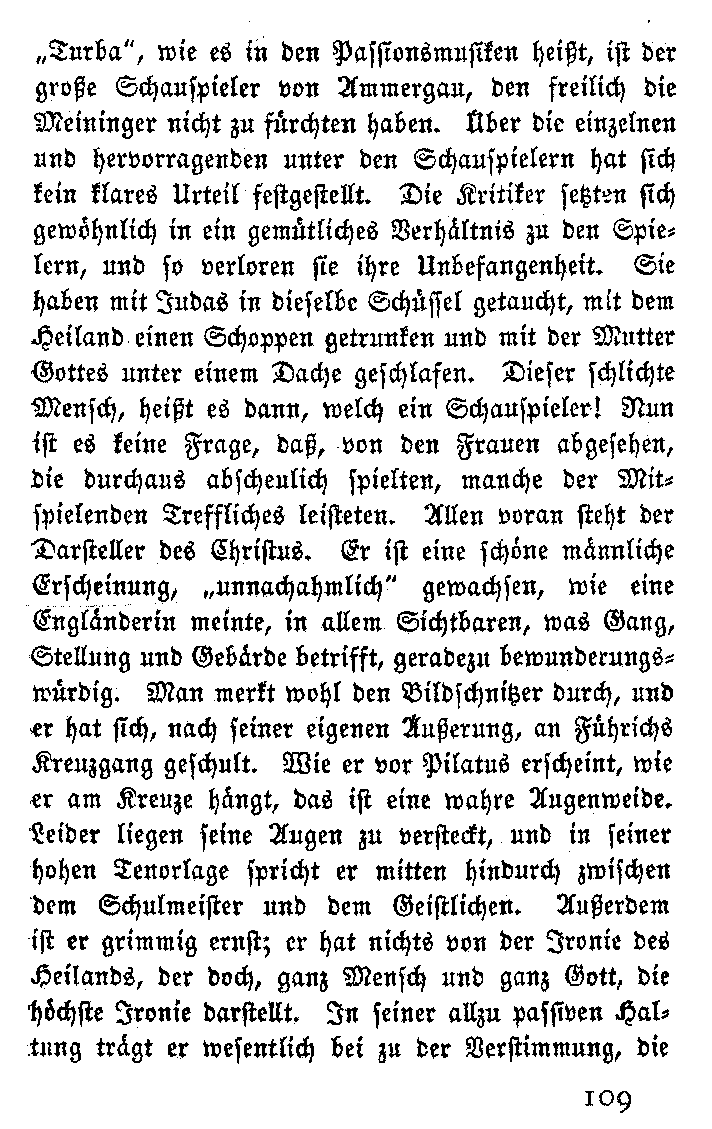 „Turba“, wie es in den Passionsmusiken heißt, ist der
große Schauspieler von Ammergau, den freilich die
Meininger nicht zu fürchten haben. Über die einzelnen
und hervorragenden unter den Schauspielern hat sich
kein klares Urteil festgestellt. Die Kritiker setzten sich
gewöhnlich in ein gemütliches Verhältnis zu den Spie-
lern, und so verloren sie ihre Unbefangenheit. Sie
haben mit Judas in dieselbe Schüssel getaucht, mit dem
Heiland einen Schoppen getrunken und mit der Mutter
Gottes unter einem Dache geschlafen. Dieser schlichte
Mensch, heißt es dann, welch ein Schauspieler! Nun
ist es keine Frage, daß, von den Frauen abgesehen,
die durchaus abscheulich spielten, manche der Mit-
spielenden Treffliches leisteten. Allen voran steht der
Darsteller des Christus. Er ist eine schöne männliche
Erscheinung, „unnachahmlich“ gewachsen, wie eine
Engländerin meinte, in allem Sichtbaren, was Gang,
Stellung und Gebärde betrifft, geradezu bewunderungs-
würdig. Man merkt wohl den Bildschnitzer durch, und
er hat sich, nach seiner eigenen Äußerung, an Führichs
Kreuzgang geschult. Wie er vor Pilatus erscheint, wie
er am Kreuze hängt, das ist eine wahre Augenweide.
Leider liegen seine Augen zu versteckt, und in seiner
hohen Tenorlage spricht er mitten hindurch zwischen
dem Schulmeister und dem Geistlichen. Außerdem
ist er grimmig ernst; er hat nichts von der Ironie des
Heilands, der doch, ganz Mensch und ganz Gott, die
höchste Ironie darstellt. In seiner allzu passiven Hal-
tung trägt er wesentlich bei zu der Verstimmung, die
109